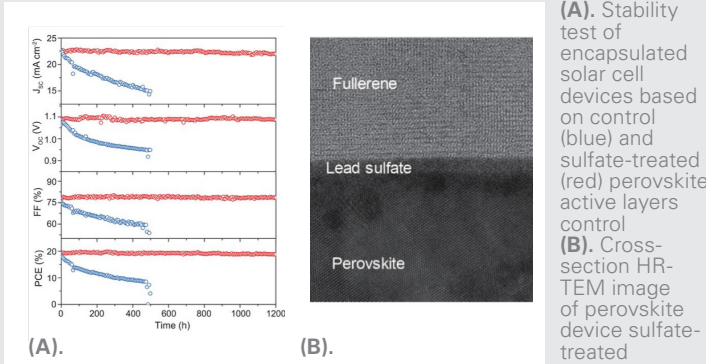 25
20
15
J_SC (mA cm⁻²)
1.1
1.0
0.9
V_OC (V)
90
75
60
FF (%)
20
10
0
PCE (%)
0 200 400 600 800 1000 1200
Time (h)
(A).
Fullerene
Lead sulfate
Perovskite
(B).
(A). Stability
test of
encapsulated
solar cell
devices based
on control
(blue) and
sulfate-treated
(red) perovskite
active layers
control
(B). Cross-
section HR-
TEM image
of perovskite
device sulfate-
treated